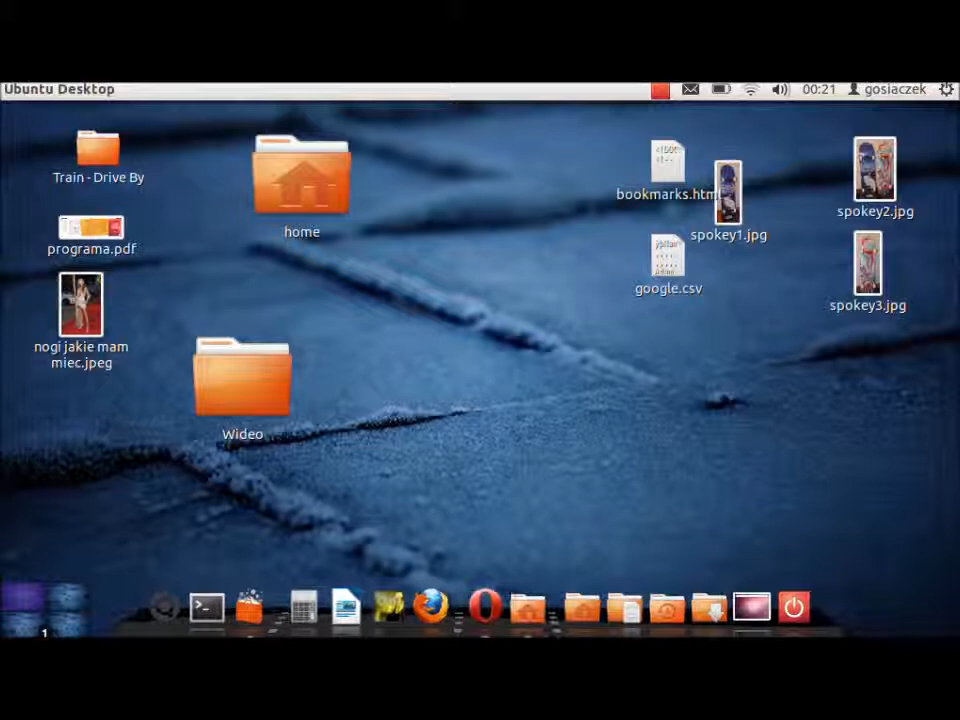 Ubuntu Desktop
00:21
gosiaczek
Train - Drive By
home
bookmarks.html
spokey1.jpg
spokey2.jpg
programa.pdf
google.csv
spokey3.jpg
nogi jakie mam
miec.jpeg
Wideo
1